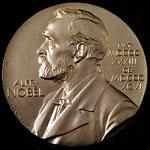 ALFR·
NOBEL
NAT·
MDCCC
XXXIII
OB·
MDCCC
XCVI